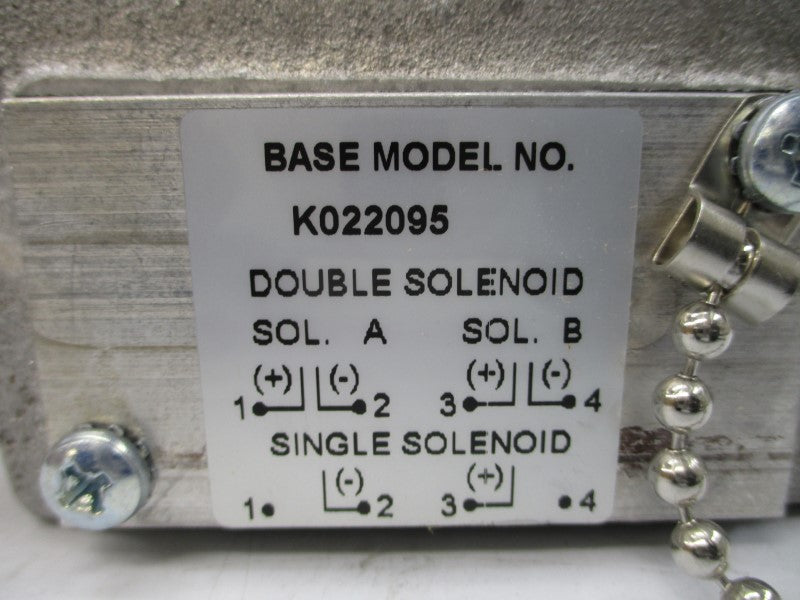 BASE MODEL NO.
K022095
DOUBLE SOLENOID
SOL. A SOL. B
(+) (-) (+) (-)
1 2 3 4
SINGLE SOLENOID
(-) (+)
1 2 3 4